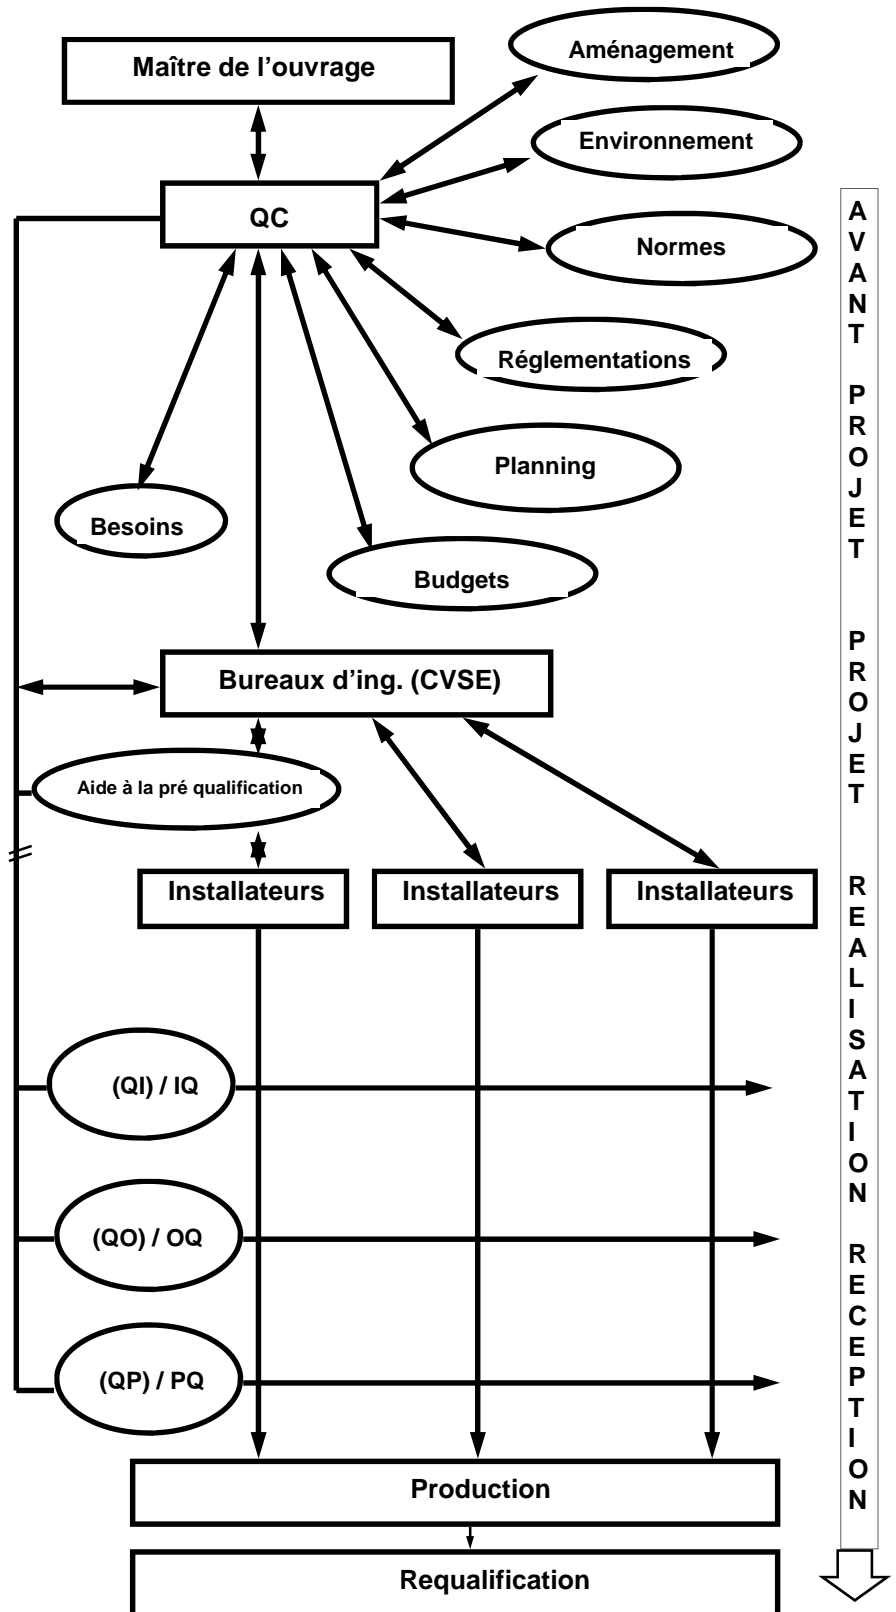 Maître de l'ouvrage
Aménagement
Environnement
QC
Normes
Réglementations
Planning
Besoins
Budgets
Bureaux d'ing. (CVSE)
Aide à la pré qualification
Installateurs
Installateurs
Installateurs
(QI) / IQ
(QO) / OQ
(QP) / PQ
Production
Requalification
AVANT PROJET PROJET REALISATION RECEPTION